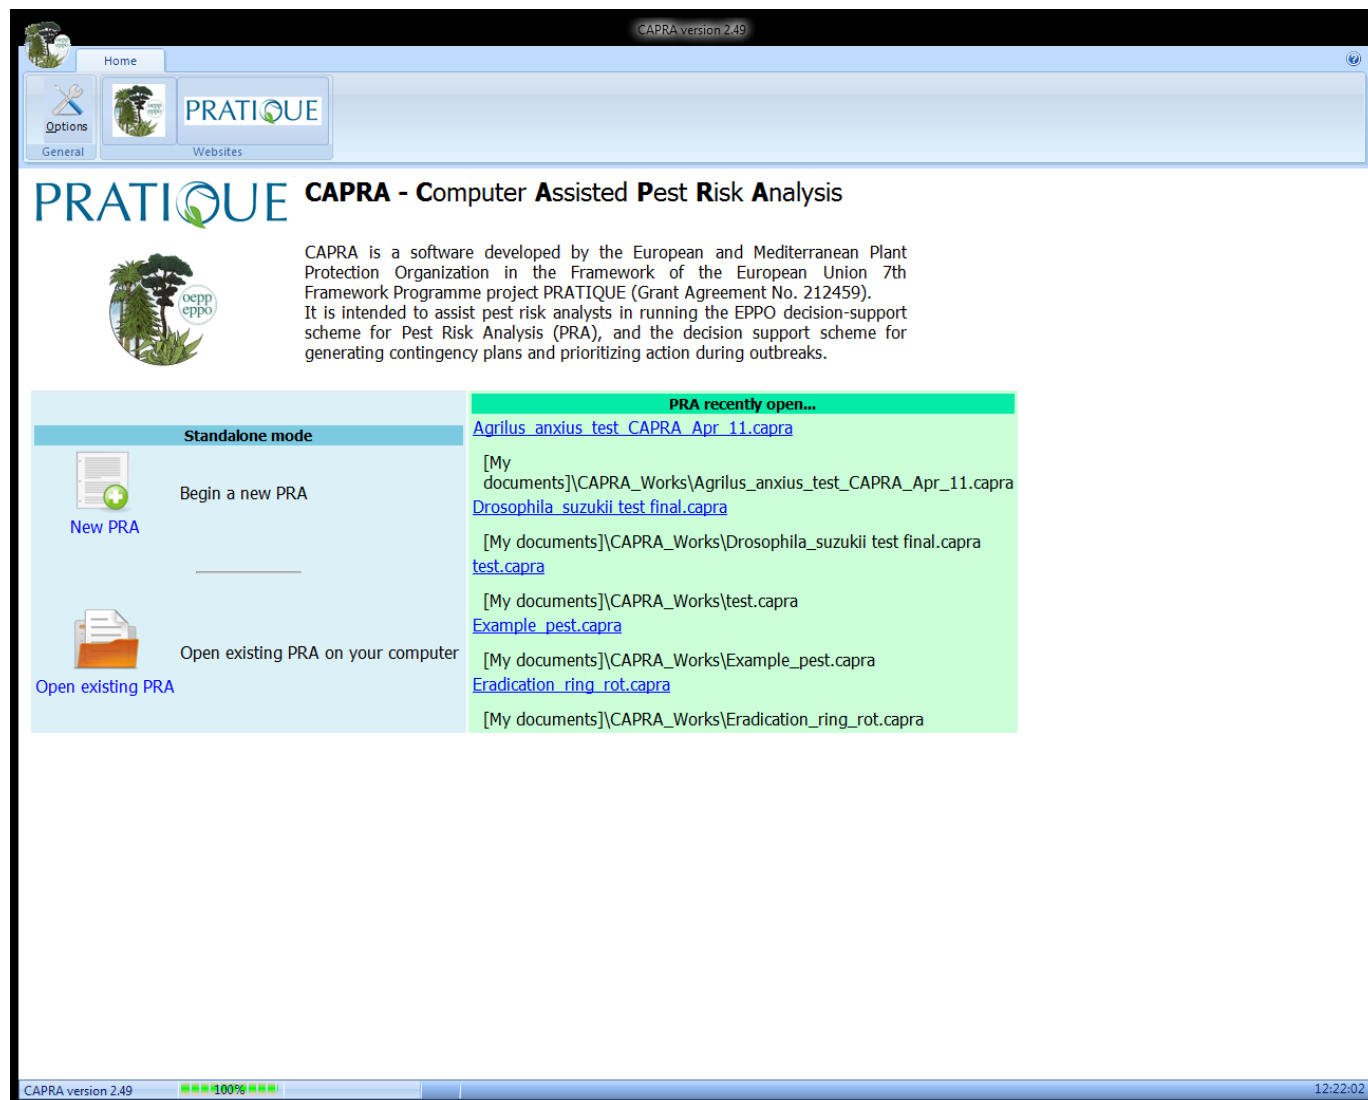 CAPRA version 2.49
oepp
eppo
Home
Options
oepp
eppo
PRATIQUE
General
Websites
PRATIQUE
CAPRA - Computer Assisted Pest Risk Analysis
oepp
eppo
CAPRA is a software developed by the European and Mediterranean Plant
Protection Organization in the Framework of the European Union 7th
Framework Programme project PRATIQUE (Grant Agreement No. 212459).
It is intended to assist pest risk analysts in running the EPPO decision-support
scheme for Pest Risk Analysis (PRA), and the decision support scheme for
generating contingency plans and prioritizing action during outbreaks.
Standalone mode
Begin a new PRA
New PRA
Open existing PRA on your computer
Open existing PRA
PRA recently open...
Agrilus_anxius_test_CAPRA_Apr_11.capra
[My
documents]\CAPRA_Works\Agrilus_anxius_test_CAPRA_Apr_11.capra
Drosophila_suzukii test final.capra
[My documents]\CAPRA_Works\Drosophila_suzukii test final.capra
test.capra
[My documents]\CAPRA_Works\test.capra
Example_pest.capra
[My documents]\CAPRA_Works\Example_pest.capra
Eradication_ring_rot.capra
[My documents]\CAPRA_Works\Eradication_ring_rot.capra
CAPRA version 2.49
100%
12:22:02